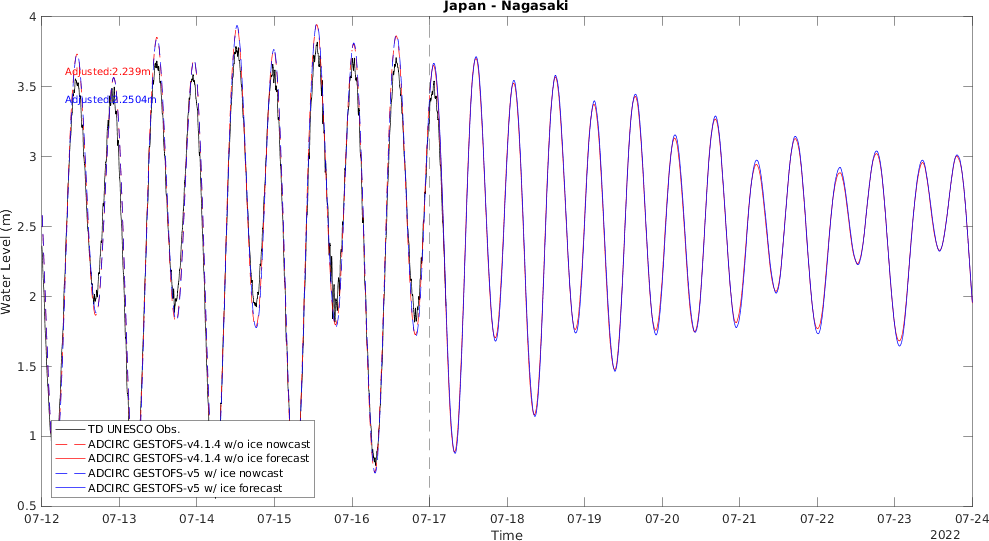 Japan - Nagasaki
4
3.5
3
2.5
2
1.5
1
0.5
Water Level (m)
Adjusted:2.239m
Adjusted:2.2504m
TD UNESCO Obs.
ADCIRC GESTOFS-v4.1.4 w/o ice nowcast
ADCIRC GESTOFS-v4.1.4 w/o ice forecast
ADCIRC GESTOFS-v5 w/ ice nowcast
ADCIRC GESTOFS-v5 w/ ice forecast
07-12 07-13 07-14 07-15 07-16 07-17 07-18 07-19 07-20 07-21 07-22 07-23 07-24
Time
2022